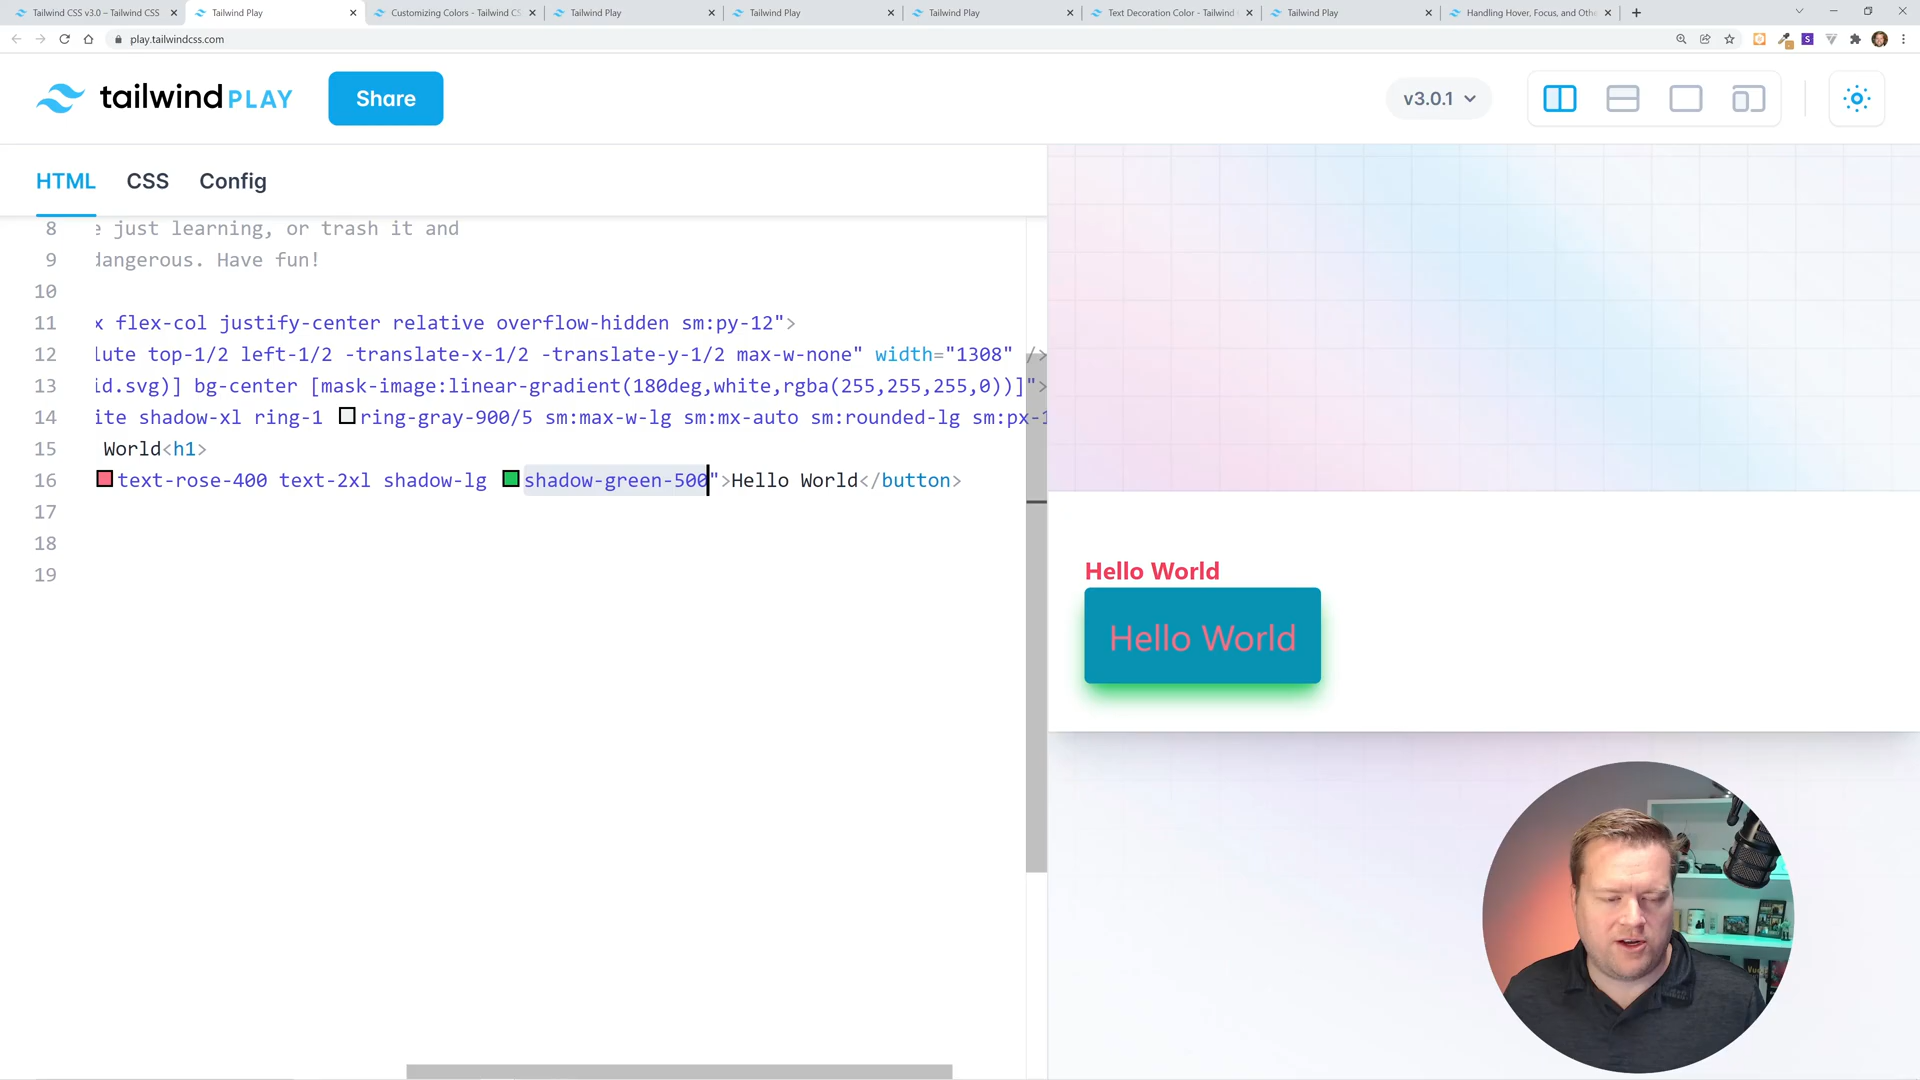 Tailwind CSS v3.0 – Tailwind CSS
Tailwind Play
Customizing Colors - Tailwind CS
Tailwind Play
Tailwind Play
Tailwind Play
Text Decoration Color - Tailwind
Tailwind Play
Handling Hover, Focus, and Othe
play.tailwindcss.com
tailwind PLAY
Share
v3.0.1
HTML
CSS
Config
8 e just learning, or trash it and
9 dangerous. Have fun!
10
11 x flex-col justify-center relative overflow-hidden sm:py-12">
12 lute top-1/2 left-1/2 -translate-x-1/2 -translate-y-1/2 max-w-none" width="1308" />
13 id.svg)] bg-center [mask-image:linear-gradient(180deg,white,rgba(255,255,255,0))]">
14 ite shadow-xl ring-1 ring-gray-900/5 sm:max-w-lg sm:mx-auto sm:rounded-lg sm:px-1
15 World<h1>
16 text-rose-400 text-2xl shadow-lg shadow-green-500">Hello World</button>
17
18
19
Hello World
Hello World